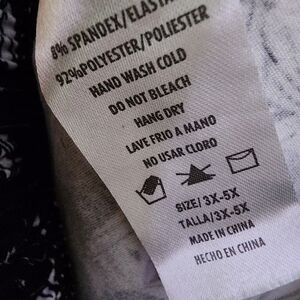 8% SPANDEX/ELASTA
92%POLYESTER/POLIESTER
HAND WASH COLD
DO NOT BLEACH
HANG DRY
LAVE FRIO A MANO
NO USAR CLORO
SIZE/ 3X-5X
TALLA/3X-5X
MADE IN CHINA
HECHO EN CHINA